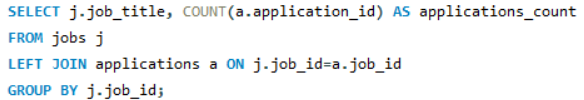 SELECT j.job_title, COUNT(a.application_id) AS applications_count
FROM jobs j
LEFT JOIN applications a ON j.job_id=a.job_id
GROUP BY j.job_id;